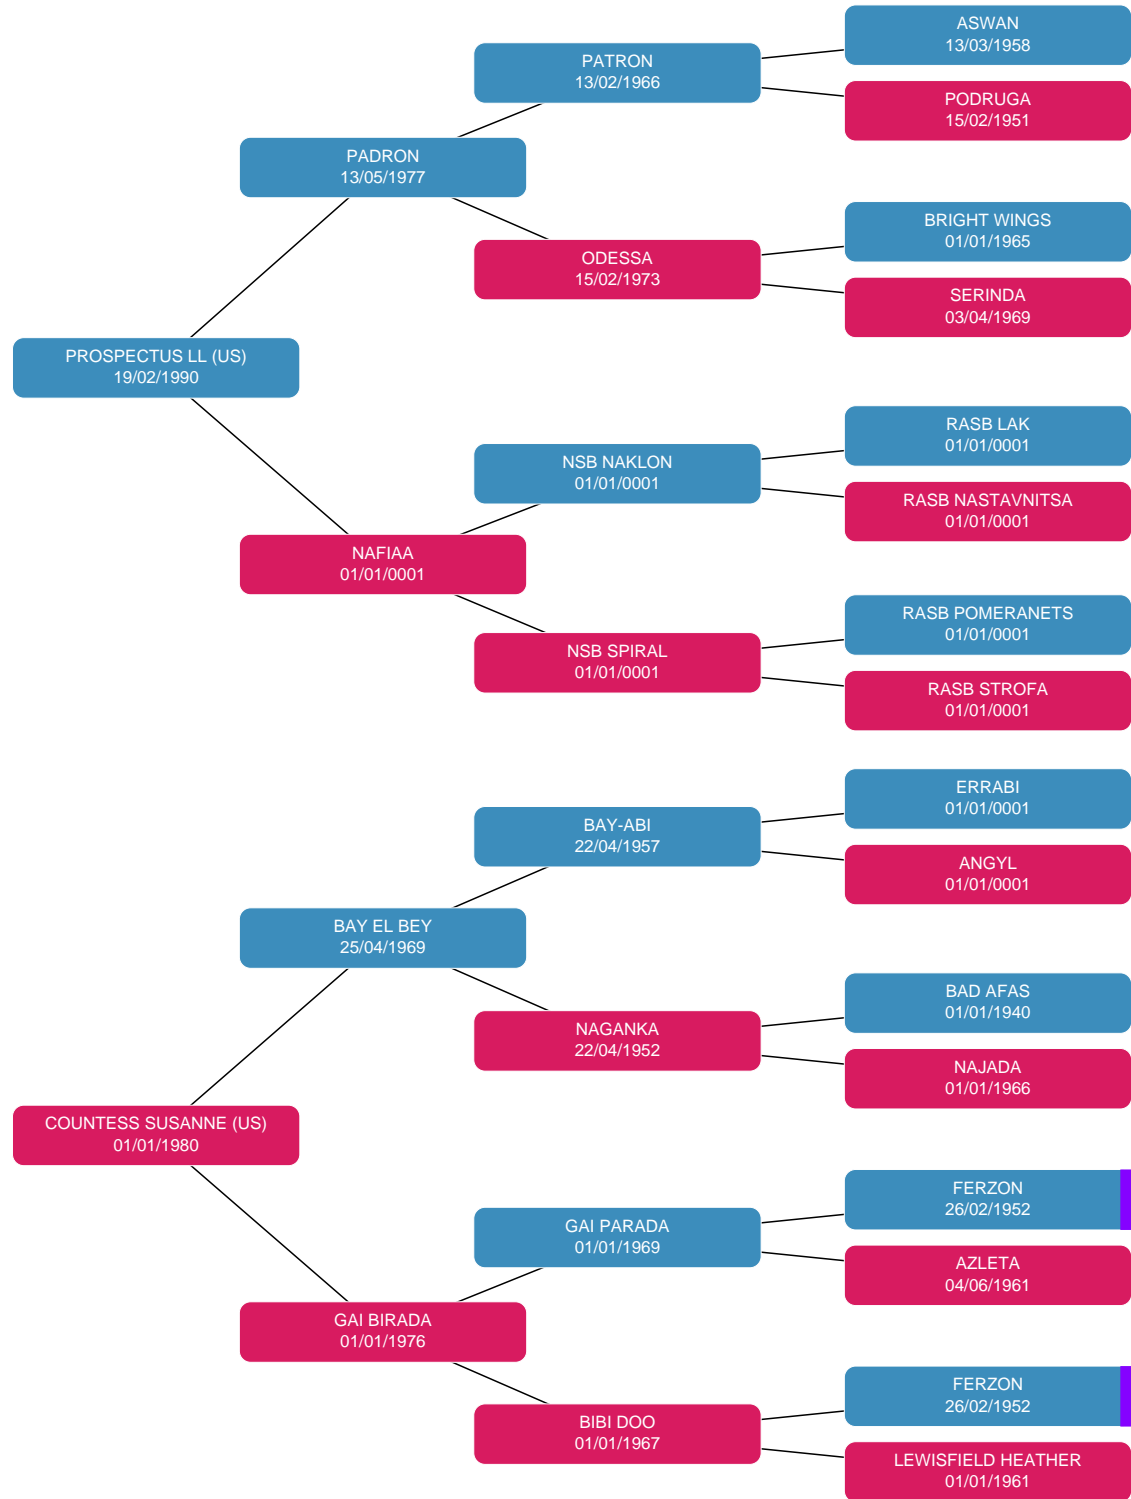 ASWAN
13/03/1958
PATRON
13/02/1966
PODRUGA
15/02/1951
PADRON
13/05/1977
BRIGHT WINGS
01/01/1965
ODESSA
15/02/1973
SERINDA
03/04/1969
PROSPECTUS LL (US)
19/02/1990
RASB LAK
01/01/0001
NSB NAKLON
01/01/0001
RASB NASTAVNITSA
01/01/0001
NAFIAA
01/01/0001
RASB POMERANETS
01/01/0001
NSB SPIRAL
01/01/0001
RASB STROFA
01/01/0001
ERRABI
01/01/0001
BAY-ABI
22/04/1957
ANGYL
01/01/0001
BAY EL BEY
25/04/1969
BAD AFAS
01/01/1940
NAGANKA
22/04/1952
NAJADA
01/01/1966
COUNTESS SUSANNE (US)
01/01/1980
FERZON
26/02/1952
GAI PARADA
01/01/1969
AZLETA
04/06/1961
GAI BIRADA
01/01/1976
FERZON
26/02/1952
BIBI DOO
01/01/1967
LEWISFIELD HEATHER
01/01/1961